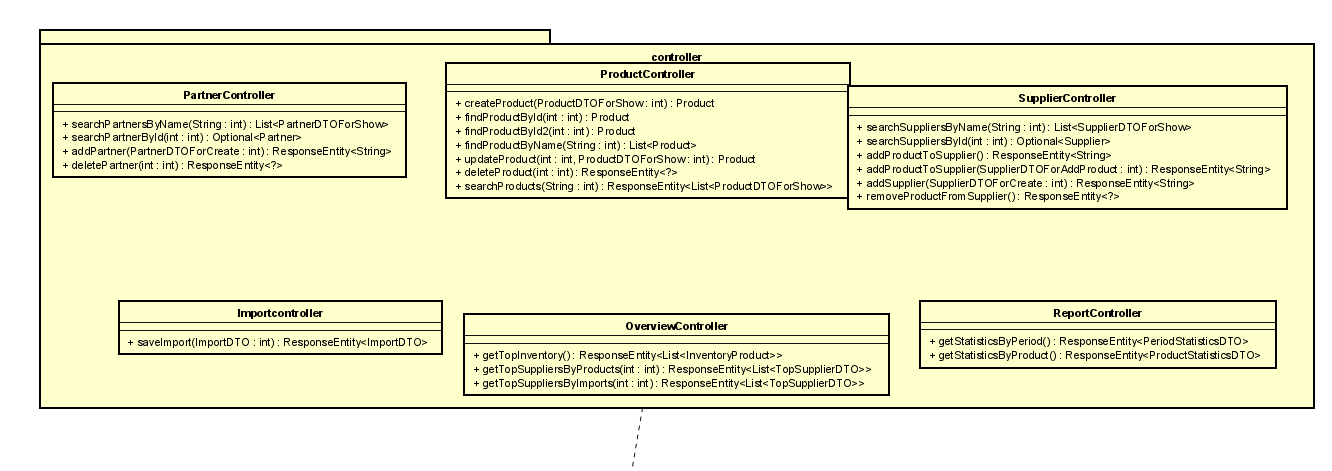 controller
PartnerController
+ searchPartnersByName(String : int) : List<PartnerDTOForShow>
+ searchPartnerById(int : int) : Optional<Partner>
+ addPartner(PartnerDTOForCreate : int) : ResponseEntity<String>
+ deletePartner(int : int) : ResponseEntity<?>
ProductController
+ createProduct(ProductDTOForShow : int) : Product
+ findProductById(int : int) : Product
+ findProductById2(int : int) : Product
+ findProductByName(String : int) : List<Product>
+ updateProduct(int : int, ProductDTOForShow : int) : Product
+ deleteProduct(int : int) : ResponseEntity<?>
+ searchProducts(String : int) : ResponseEntity<List<ProductDTOForShow>>
SupplierController
+ searchSuppliersByName(String : int) : List<SupplierDTOForShow>
+ searchSuppliersById(int : int) : Optional<Supplier>
+ addProductToSupplier() : ResponseEntity<String>
+ addProductToSupplier(SupplierDTOForAddProduct : int) : ResponseEntity<String>
+ addSupplier(SupplierDTOForCreate : int) : ResponseEntity<String>
+ removeProductFromSupplier() : ResponseEntity<?>
Importcontroller
+ saveImport(ImportDTO : int) : ResponseEntity<ImportDTO>
OverviewController
+ getTopInventory() : ResponseEntity<List<InventoryProduct>>
+ getTopSuppliersByProducts(int : int) : ResponseEntity<List<TopSupplierDTO>>
+ getTopSuppliersByImports(int : int) : ResponseEntity<List<TopSupplierDTO>>
ReportController
+ getStatisticsByPeriod() : ResponseEntity<PeriodStatisticsDTO>
+ getStatisticsByProduct() : ResponseEntity<ProductStatisticsDTO>